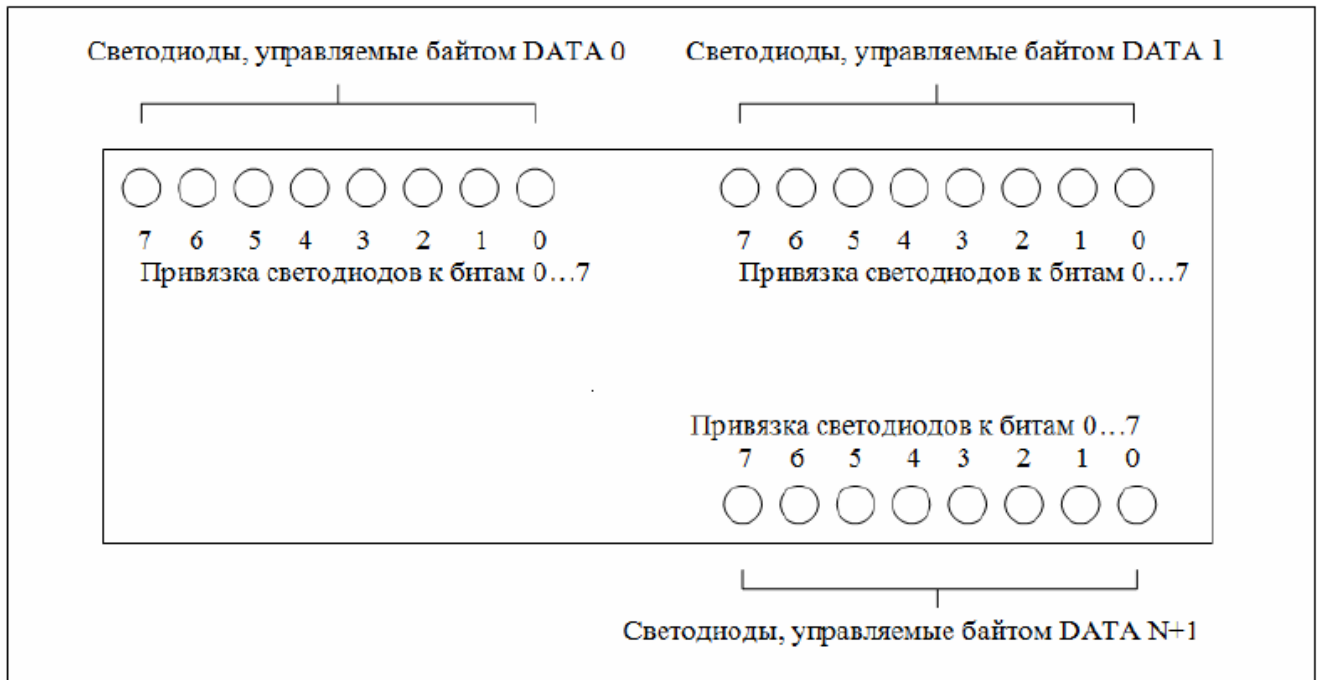 Светодиоды, управляемые байтом DATA 0
Светодиоды, управляемые байтом DATA 1
7 6 5 4 3 2 1 0
Привязка светодиодов к битам 0…7
7 6 5 4 3 2 1 0
Привязка светодиодов к битам 0…7
Привязка светодиодов к битам 0…7
7 6 5 4 3 2 1 0
Светодиоды, управляемые байтом DATA N+1